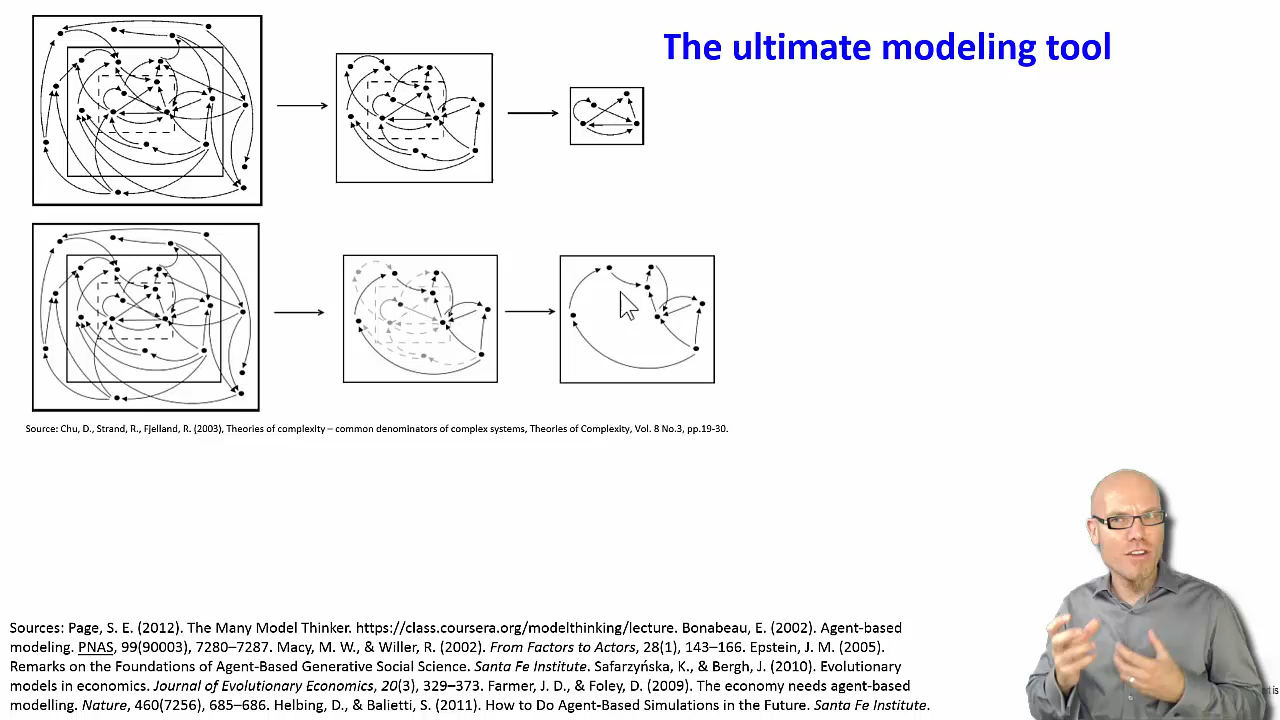 The ultimate modeling tool
Source: Chu, D., Strand, R., Fjelland, R. (2003), Theories of complexity – common denominators of complex systems, Theories of Complexity, Vol. 8 No.3, pp.19-30.
Sources: Page, S. E. (2012). The Many Model Thinker. https://class.coursera.org/modelthinking/lecture. Bonabeau, E. (2002). Agent-based
modeling. PNAS, 99(90003), 7280–7287. Macy, M. W., & Willer, R. (2002). From Factors to Actors, 28(1), 143–166. Epstein, J. M. (2005).
Remarks on the Foundations of Agent-Based Generative Social Science. Santa Fe Institute. Safarzyńska, K., & Bergh, J. (2010). Evolutionary
models in economics. Journal of Evolutionary Economics, 20(3), 329–373. Farmer, J. D., & Foley, D. (2009). The economy needs agent-based
modelling. Nature, 460(7256), 685–686. Helbing, D., & Balietti, S. (2011). How to Do Agent-Based Simulations in the Future. Santa Fe Institute.